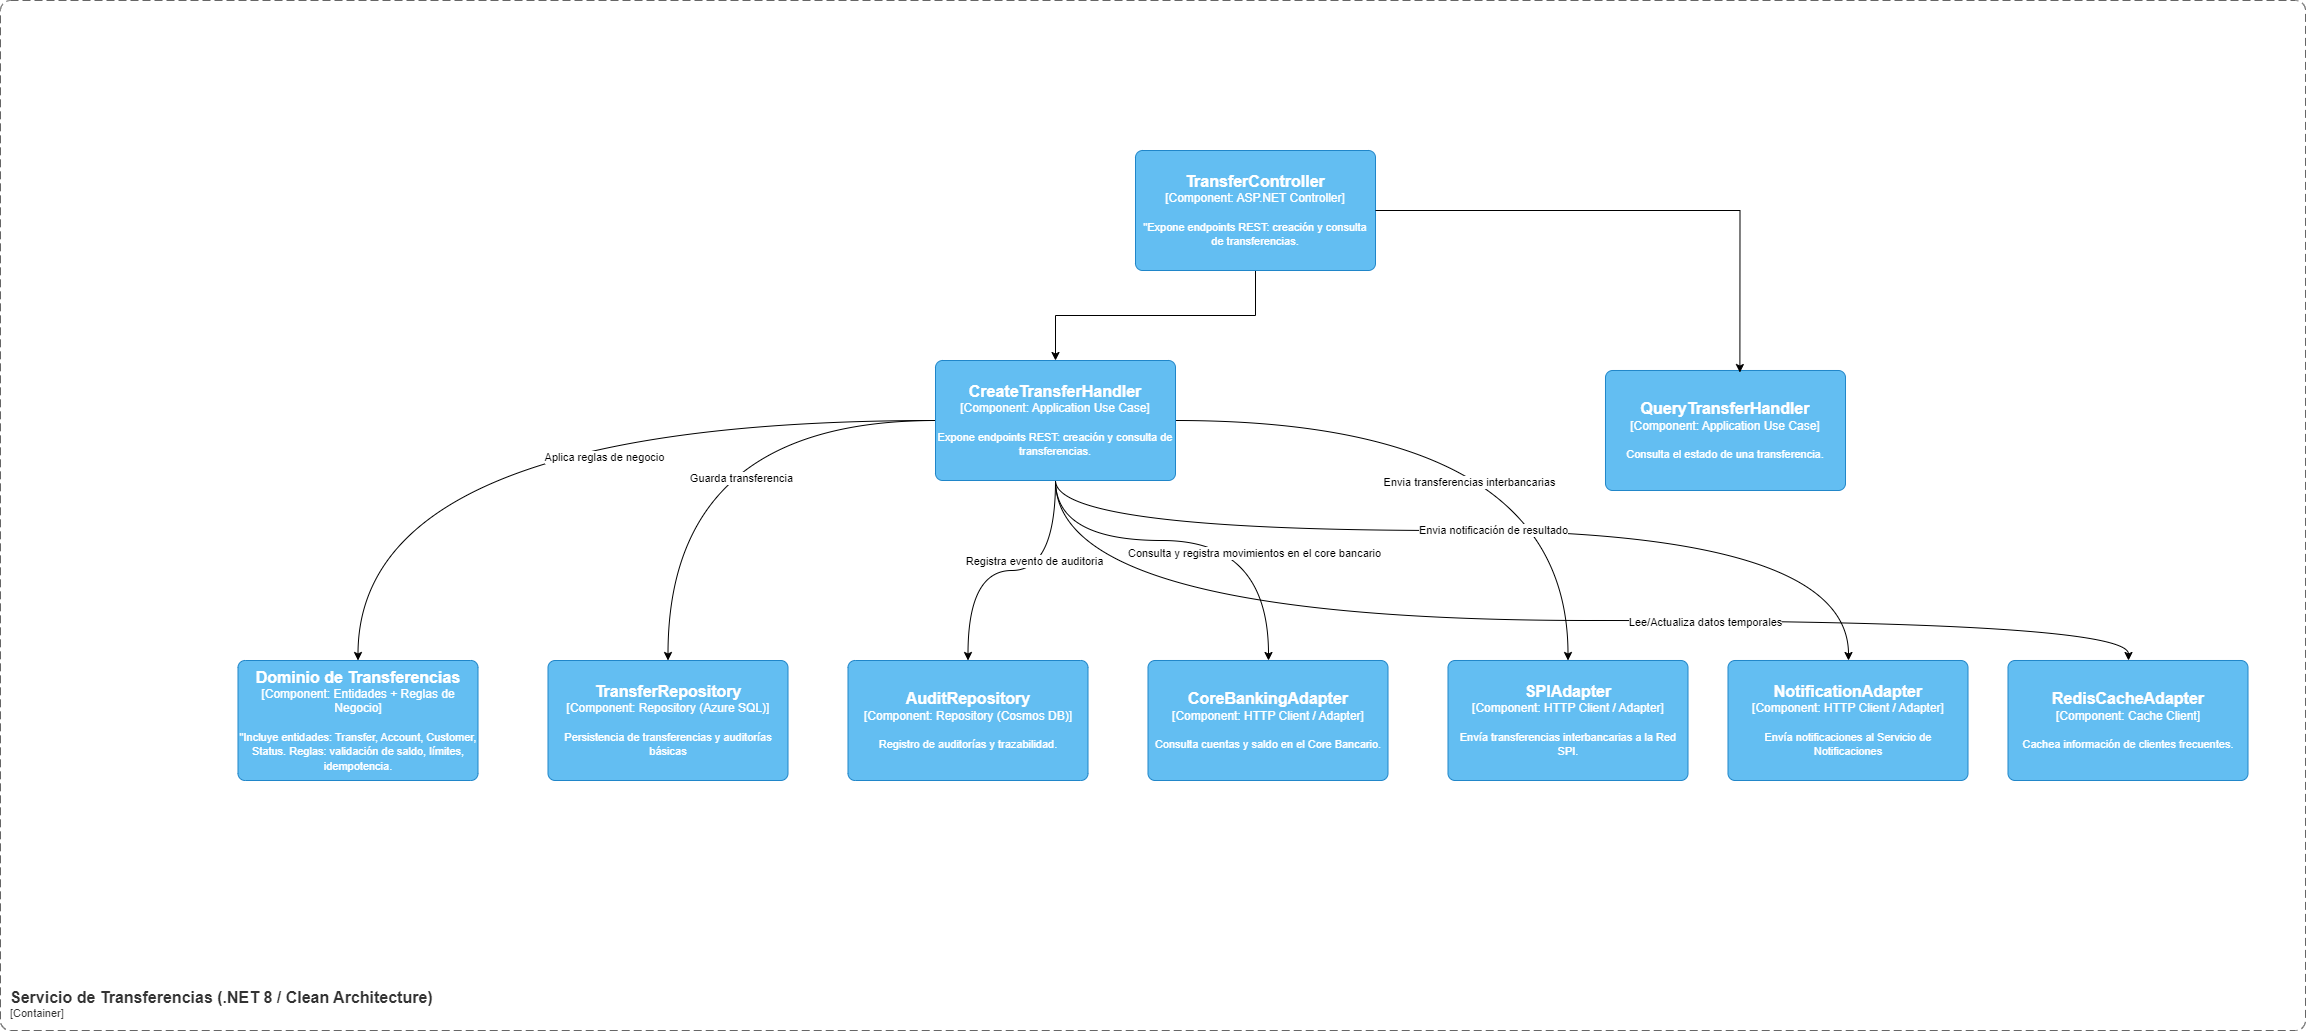 TransferController
[Component: ASP.NET Controller]
"Expone endpoints REST: creación y consulta
de transferencias.
CreateTransferHandler
[Component: Application Use Case]
Expone endpoints REST: creación y consulta de
transferencias.
QueryTransferHandler
[Component: Application Use Case]
Consulta el estado de una transferencia.
Aplica reglas de negocio
Guarda transferencia
Envia transferencias interbancarias
Envia notificación de resultado
Registra evento de auditoria
Consulta y registra movimientos en el core bancario
Lee/Actualiza datos temporales
Dominio de Transferencias
[Component: Entidades + Reglas de
Negocio]
"Incluye entidades: Transfer, Account, Customer,
Status. Reglas: validación de saldo, límites,
idempotencia.
TransferRepository
[Component: Repository (Azure SQL)]
Persistencia de transferencias y auditorías
básicas
AuditRepository
[Component: Repository (Cosmos DB)]
Registro de auditorías y trazabilidad.
CoreBankingAdapter
[Component: HTTP Client / Adapter]
Consulta cuentas y saldo en el Core Bancario.
SPIAdapter
[Component: HTTP Client / Adapter]
Envía transferencias interbancarias a la Red
SPI.
NotificationAdapter
[Component: HTTP Client / Adapter]
Envía notificaciones al Servicio de
Notificaciones
RedisCacheAdapter
[Component: Cache Client]
Cachea información de clientes frecuentes.
Servicio de Transferencias (.NET 8 / Clean Architecture)
[Container]